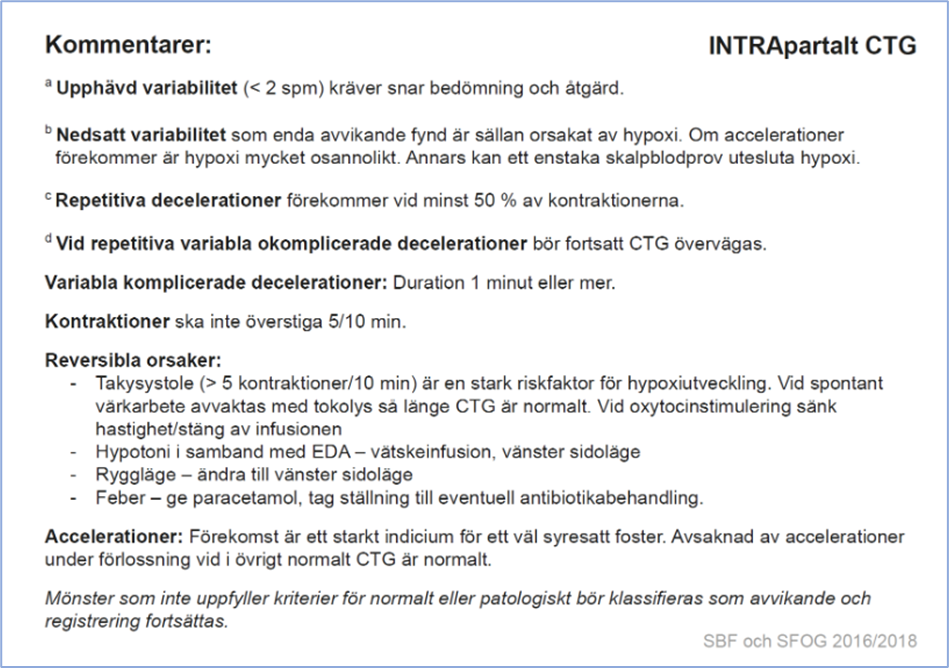 Kommentarer:
INTRApartalt CTG
a Upphävd variabilitet (< 2 spm) kräver snar bedömning och åtgärd.
b Nedsatt variabilitet som enda avvikande fynd är sällan orsakat av hypoxi. Om accelerationer
förekommer är hypoxi mycket osannolikt. Annars kan ett enstaka skalpblodprov utesluta hypoxi.
c Repetitiva decelerationer förekommer vid minst 50 % av kontraktionerna.
d Vid repetitiva variabla okomplicerade decelerationer bör fortsatt CTG övervägas.
Variabla komplicerade decelerationer: Duration 1 minut eller mer.
Kontraktioner ska inte överstiga 5/10 min.
Reversibla orsaker:
- Takysystole (> 5 kontraktioner/10 min) är en stark riskfaktor för hypoxiutveckling. Vid spontant
värkarbete avvaktas med tokolys så länge CTG är normalt. Vid oxytocinstimulering sänk
hastighet/stäng av infusionen
- Hypotoni i samband med EDA – vätskeinfusion, vänster sidoläge
- Ryggläge – ändra till vänster sidoläge
- Feber – ge paracetamol, tag ställning till eventuell antibiotikabehandling.
Accelerationer: Förekomst är ett starkt indicium för ett väl syresatt foster. Avsaknad av accelerationer
under förlossning vid i övrigt normalt CTG är normalt.
Mönster som inte uppfyller kriterier för normalt eller patologiskt bör klassifieras som avvikande och
registrering fortsättas.
SBF och SFOG 2016/2018